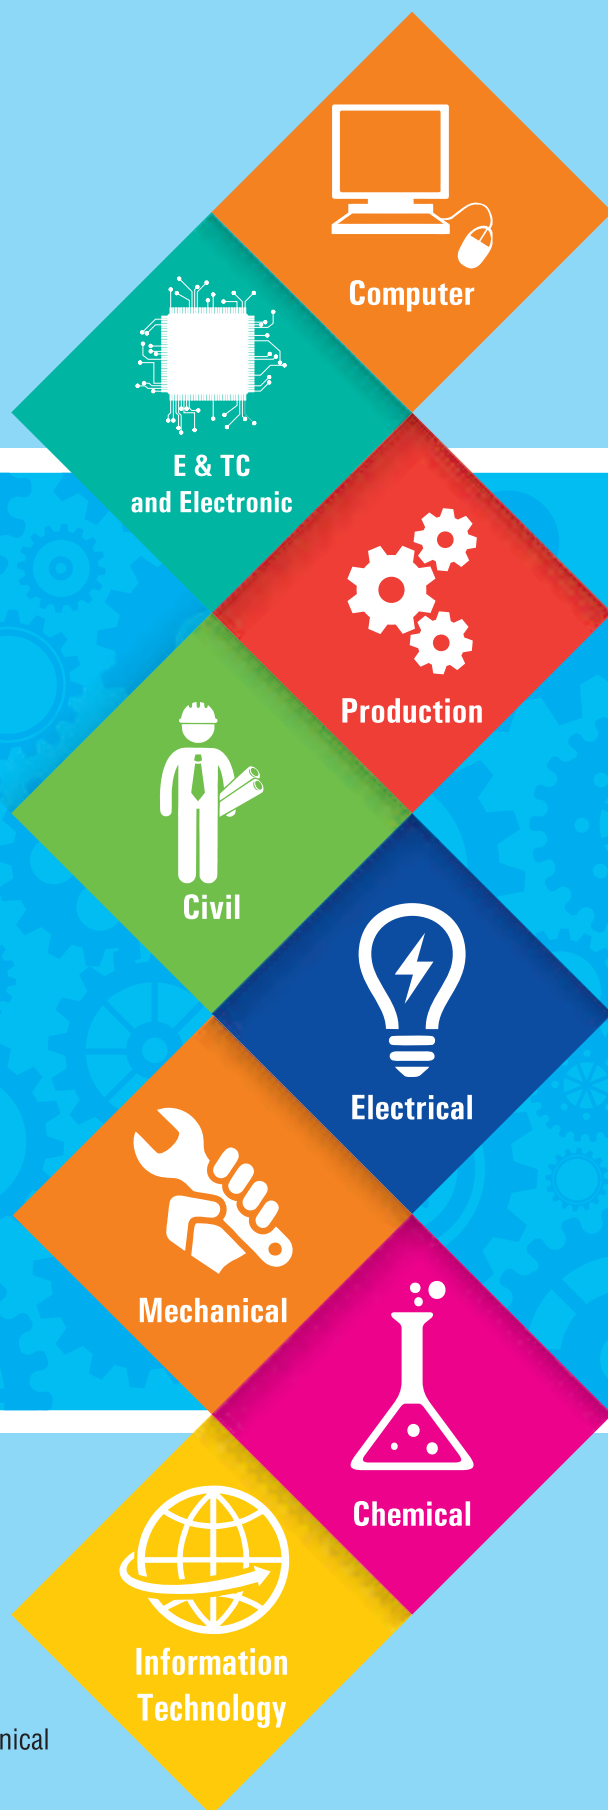 Computer
E & TC
and Electronic
Production
Civil
Electrical
Mechanical
Chemical
Information
Technology
nical